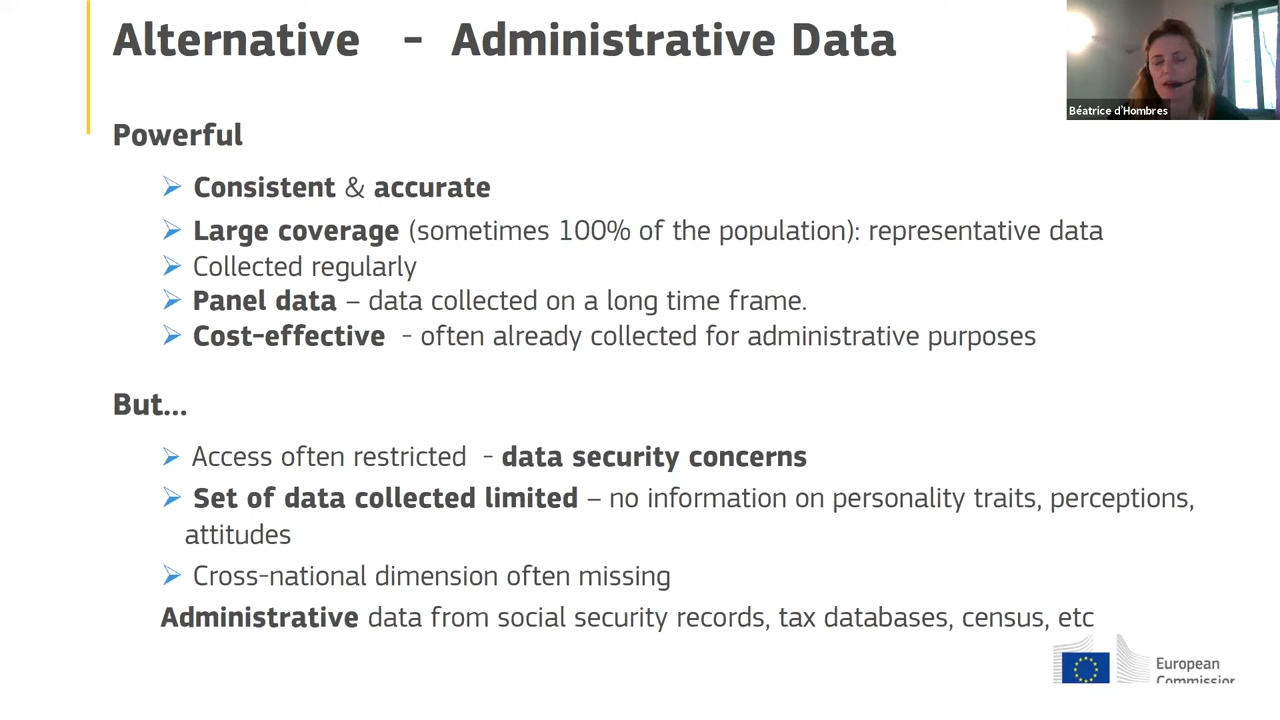 Alternative - Administrative Data
Béatrice d'Hombres
Powerful
Consistent & accurate
Large coverage (sometimes 100% of the population): representative data
Collected regularly
Panel data – data collected on a long time frame.
Cost-effective - often already collected for administrative purposes
But...
Access often restricted - data security concerns
Set of data collected limited – no information on personality traits, perceptions,
attitudes
Cross-national dimension often missing
Administrative data from social security records, tax databases, census, etc
European
Commission